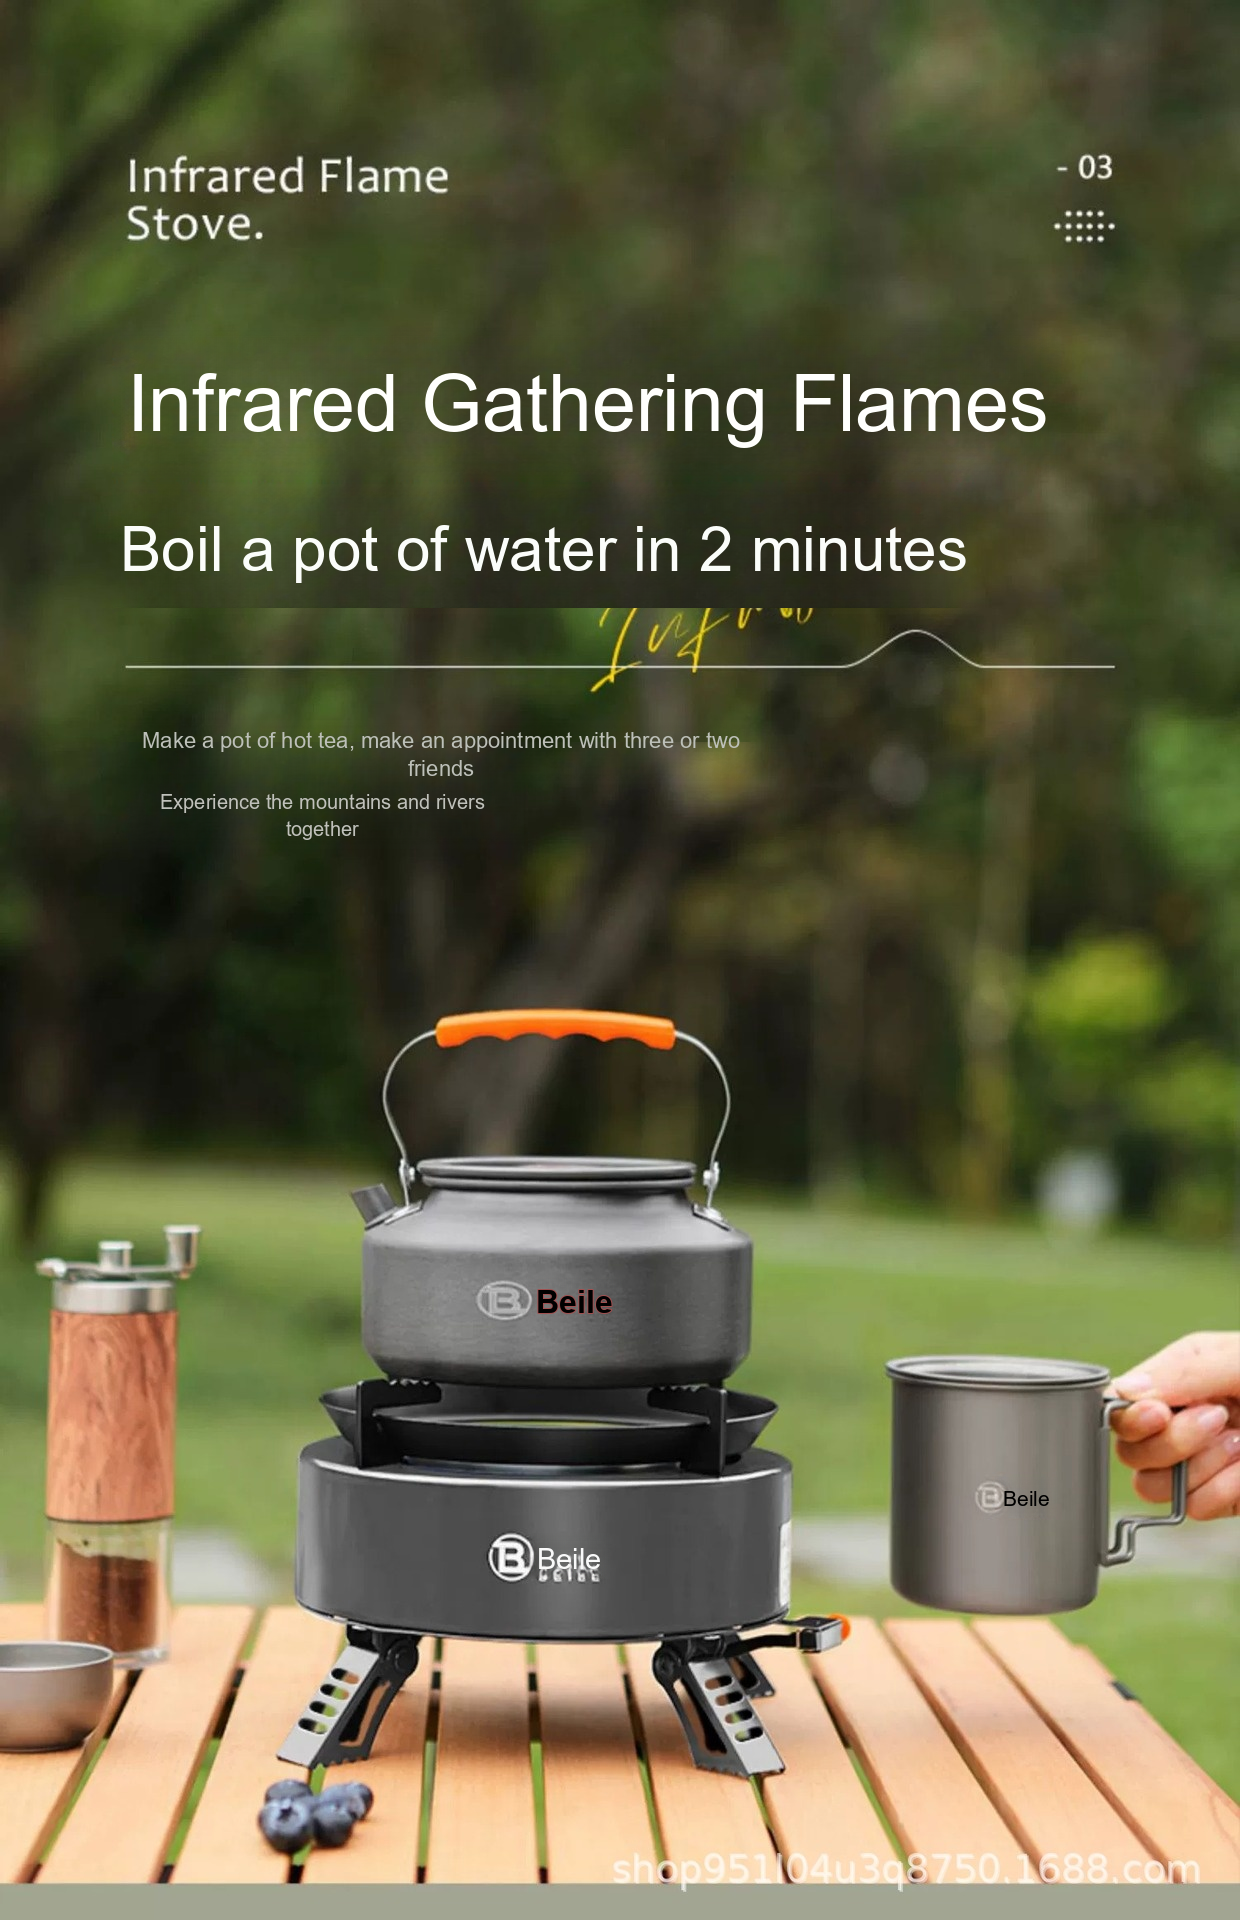 Infrared Flame
Stove.
- 03
Infrared Gathering Flames
Boil a pot of water in 2 minutes
Make a pot of hot tea, make an appointment with three or two
friends
Experience the mountains and rivers
together
Beile
Beile
Beile
shop951l04u3q8750.1688.com